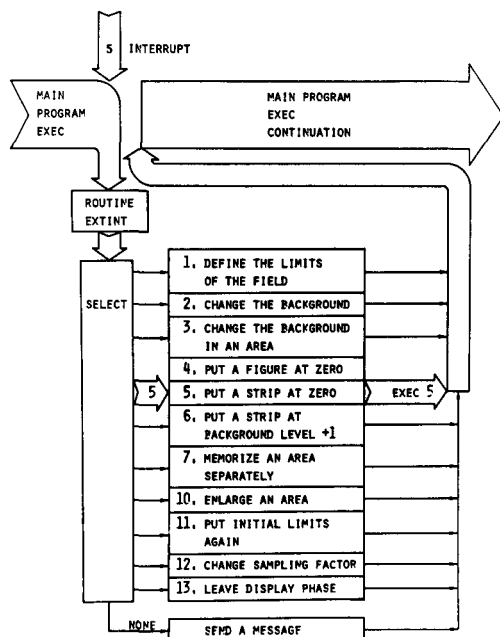 5 INTERRUPT
MAIN
PROGRAM
EXEC
MAIN PROGRAM
EXEC
CONTINUATION
ROUTINE
EXTINT
SELECT
1. DEFINE THE LIMITS
OF THE FIELD
2. CHANGE THE BACKGROUND
3. CHANGE THE BACKGROUND
IN AN AREA
4. PUT A FIGURE AT ZERO
5 5. PUT A STRIP AT ZERO EXEC 5
6. PUT A STRIP AT
BACKGROUND LEVEL +1
7. MEMORIZE AN AREA
SEPARATELY
10. ENLARGE AN AREA
11. PUT INITIAL LIMITS
AGAIN
12. CHANGE SAMPLING FACTOR
13. LEAVE DISPLAY PHASE
NONE SEND A MESSAGE